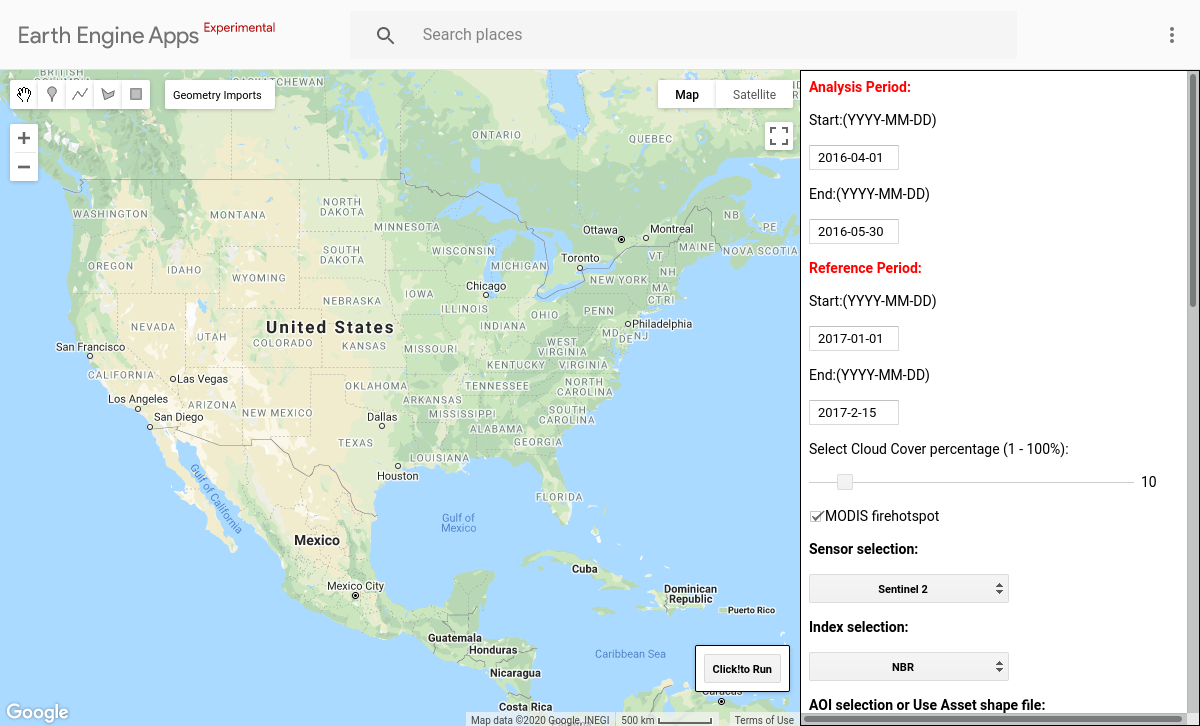 Earth Engine Apps Experimental
Search places
Geometry Imports
Map
Satellite
BRITISH
COLUMBIA
SASKATCHEWAN
ONTARIO
QUEBEC
WASHINGTON
MONTANA
NORTH
DAKOTA
MINNESOTA
Ottawa
Montreal
NB
PE
MAINE
NOVA SCOTIA
OREGON
IDAHO
WYOMING
SOUTH
DAKOTA
WISCONSIN
MICHIGAN
Toronto
VT
NH
NEW YORK
MA
CT RI
Chicago
IOWA
NEBRASKA
ILLINOIS
INDIANA
OHIO
PENN
Philadelphia
MD
DE
NJ
NEVADA
UTAH
COLORADO
United States
KANSAS
MISSOURI
WEST
VIRGINIA
KENTUCKY
VIRGINIA
San Francisco
CALIFORNIA
Las Vegas
OKLAHOMA
TENNESSEE
NORTH
CAROLINA
Los Angeles
ARIZONA
NEW MEXICO
ARKANSAS
MISSISSIPPI
SOUTH
CAROLINA
San Diego
Dallas
ALABAMA
GEORGIA
TEXAS
LOUISIANA
Houston
FLORIDA
Gulf of California
Gulf of
Mexico
Mexico
Cuba
Mexico City
Dominican
Republic
Puerto Rico
Guatemala
Honduras
Caribbean Sea
Nicaragua
Costa Rica
Caracas
Click!to Run
Google
Map data ©2020 Google, INEGI
500 km
Terms of Use
Analysis Period:
Start:(YYYY-MM-DD)
2016-04-01
End:(YYYY-MM-DD)
2016-05-30
Reference Period:
Start:(YYYY-MM-DD)
2017-01-01
End:(YYYY-MM-DD)
2017-2-15
Select Cloud Cover percentage (1 - 100%):
10
MODIS firehotspot
Sensor selection:
Sentinel 2
Index selection:
NBR
AOI selection or Use Asset shape file: